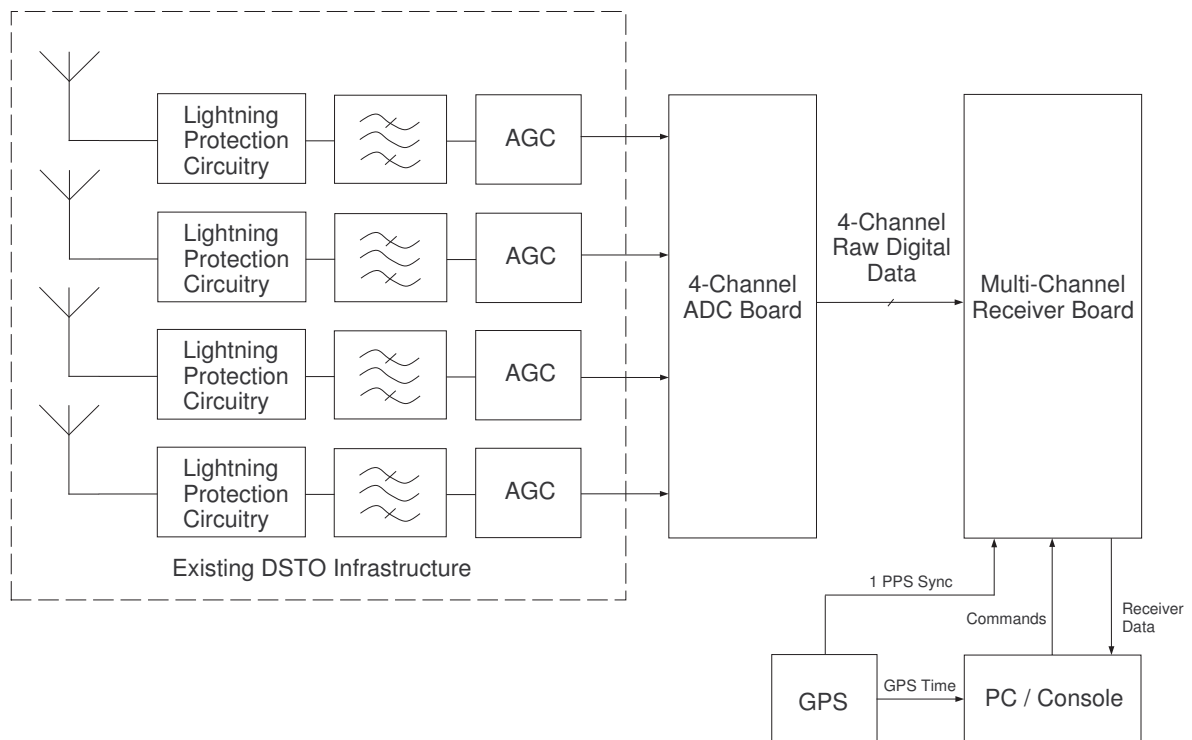 Lightning
Protection
Circuitry
AGC
Lightning
Protection
Circuitry
AGC
Lightning
Protection
Circuitry
AGC
Lightning
Protection
Circuitry
AGC
Existing DSTO Infrastructure
4-Channel
ADC Board
4-Channel
Raw Digital
Data
Multi-Channel
Receiver Board
1 PPS Sync
Commands
Receiver
Data
GPS
GPS Time
PC / Console